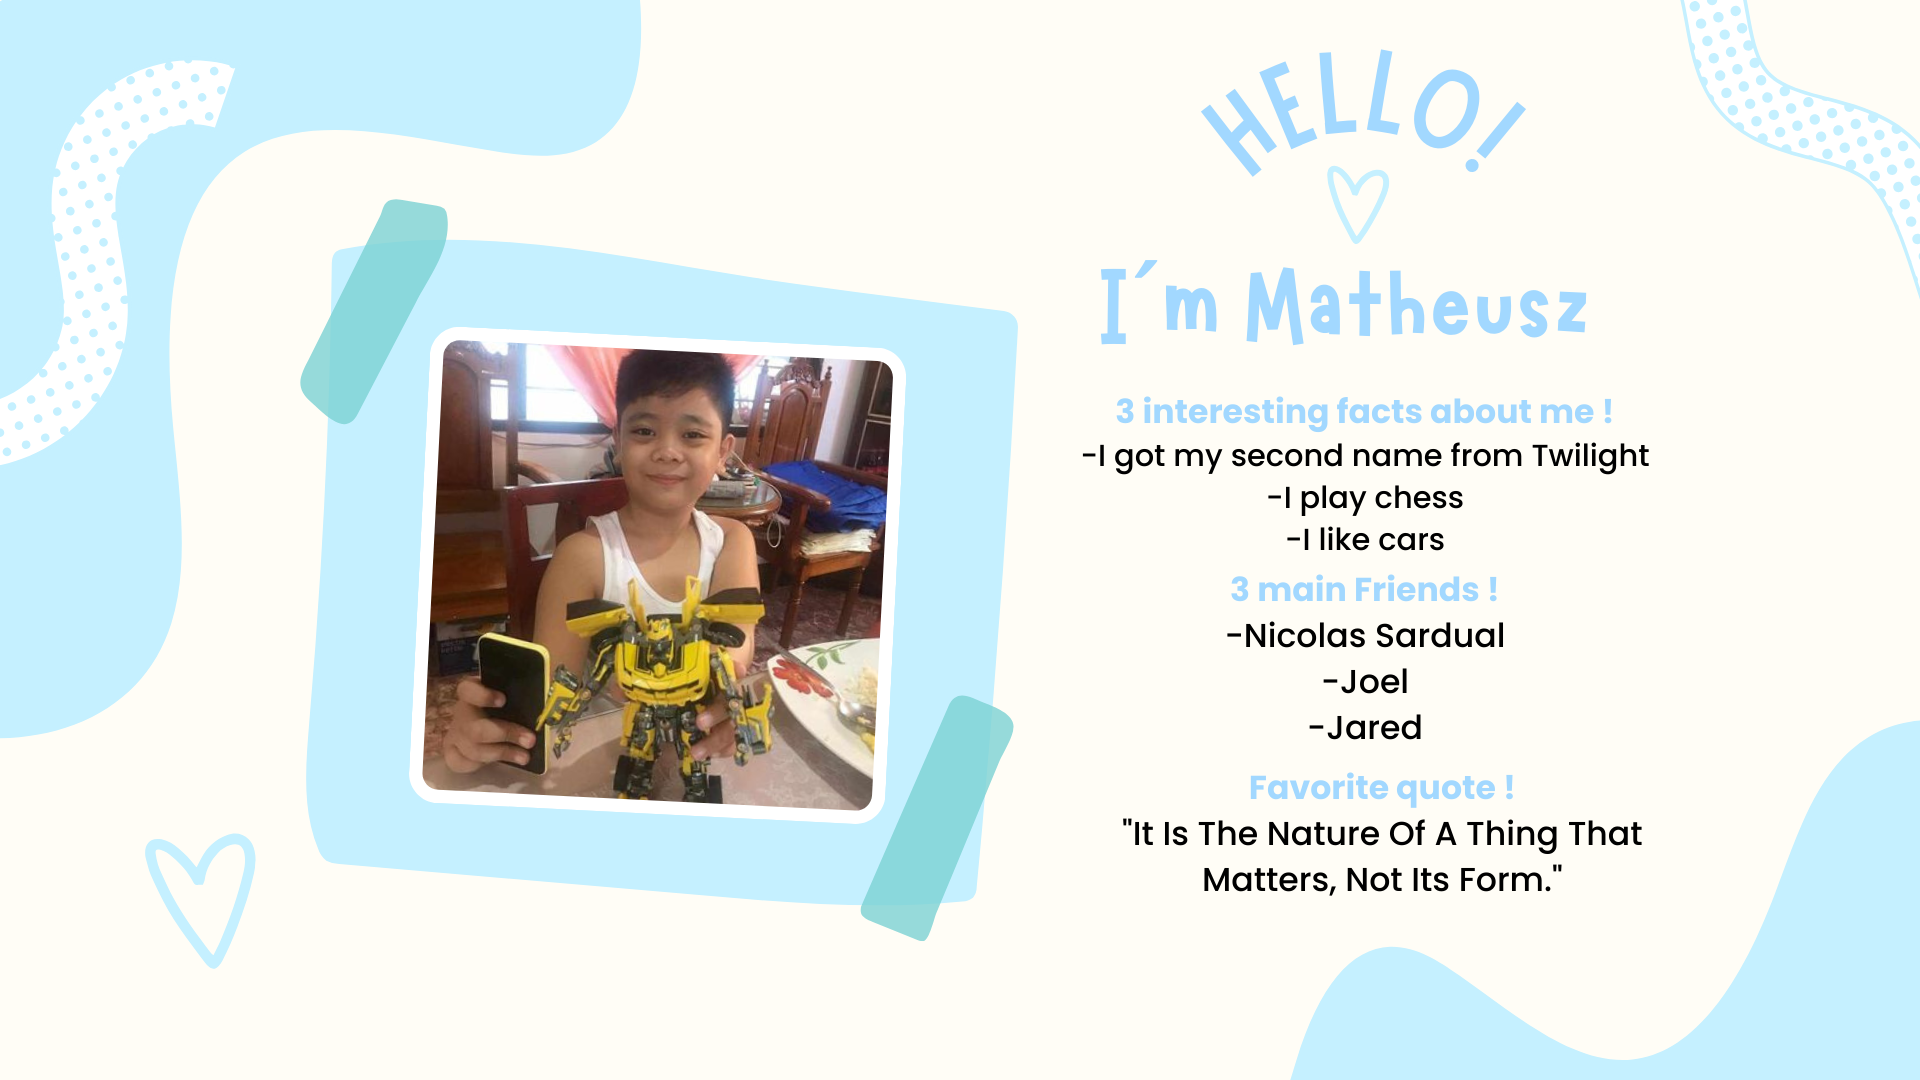 HELLO!
I´m Matheusz
3 interesting facts about me !
-I got my second name from Twilight
-I play chess
-I like cars
3 main Friends !
-Nicolas Sardual
-Joel
-Jared
Favorite quote !
"It Is The Nature Of A Thing That
Matters, Not Its Form."